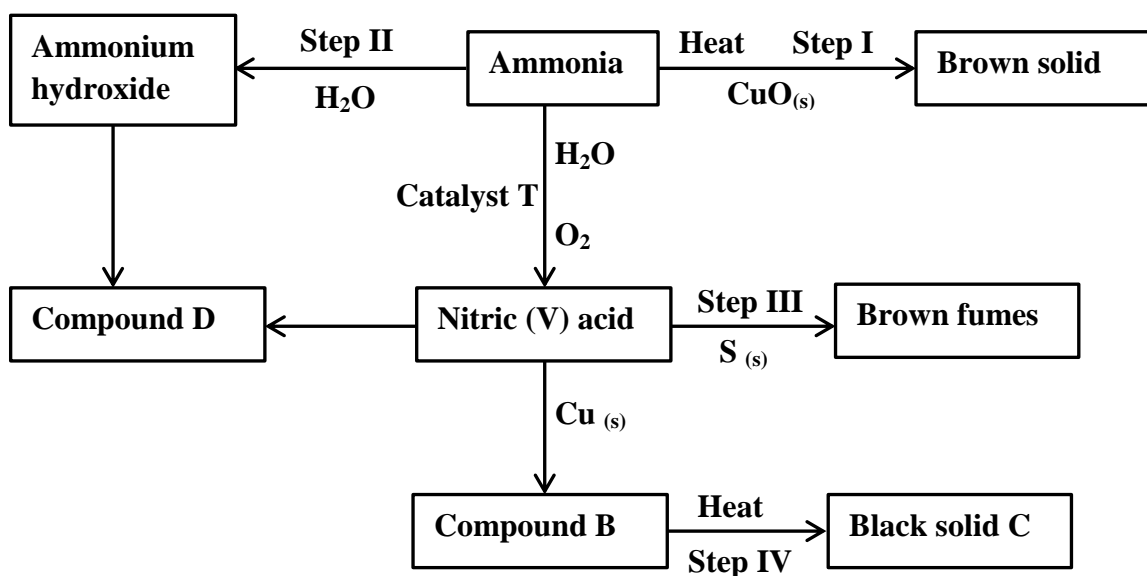 Ammonium
hydroxide
Step II
H₂O
Ammonia
Heat Step I
CuO(s)
Brown solid
H₂O
Catalyst T
O₂
Compound D
Nitric (V) acid
Step III
S (s)
Brown fumes
Cu (s)
Compound B
Heat
Step IV
Black solid C